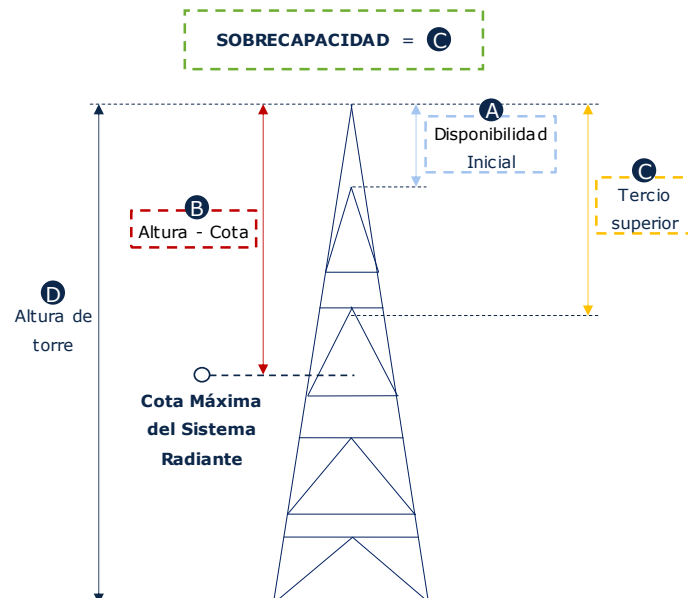 SOBRECAPACIDAD = C
A
Disponibilidad
Inicial
C
Tercio
superior
B
Altura - Cota
D
Altura de
torre
Cota Máxima
del Sistema
Radiante